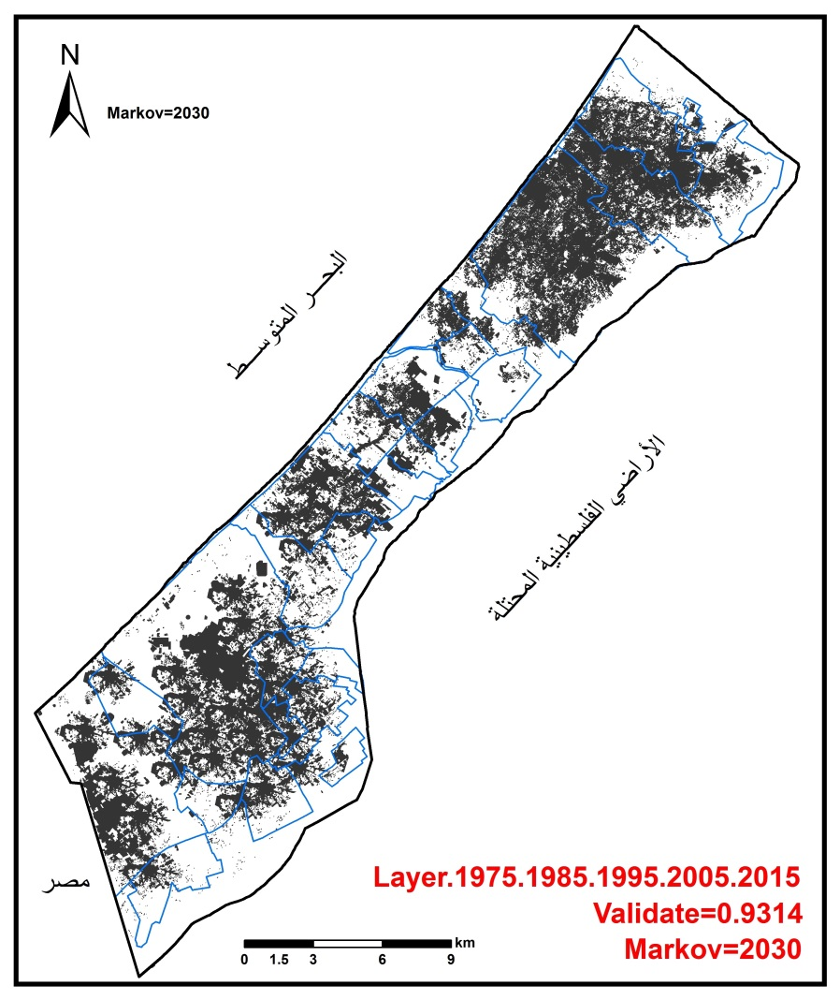 N
Markov=2030
البحر المتوسط
الأراضي الفلسطينية المحتلة
مصر
Layer.1975.1985.1995.2005.2015
Validate=0.9314
Markov=2030
km
0 1.5 3 6 9